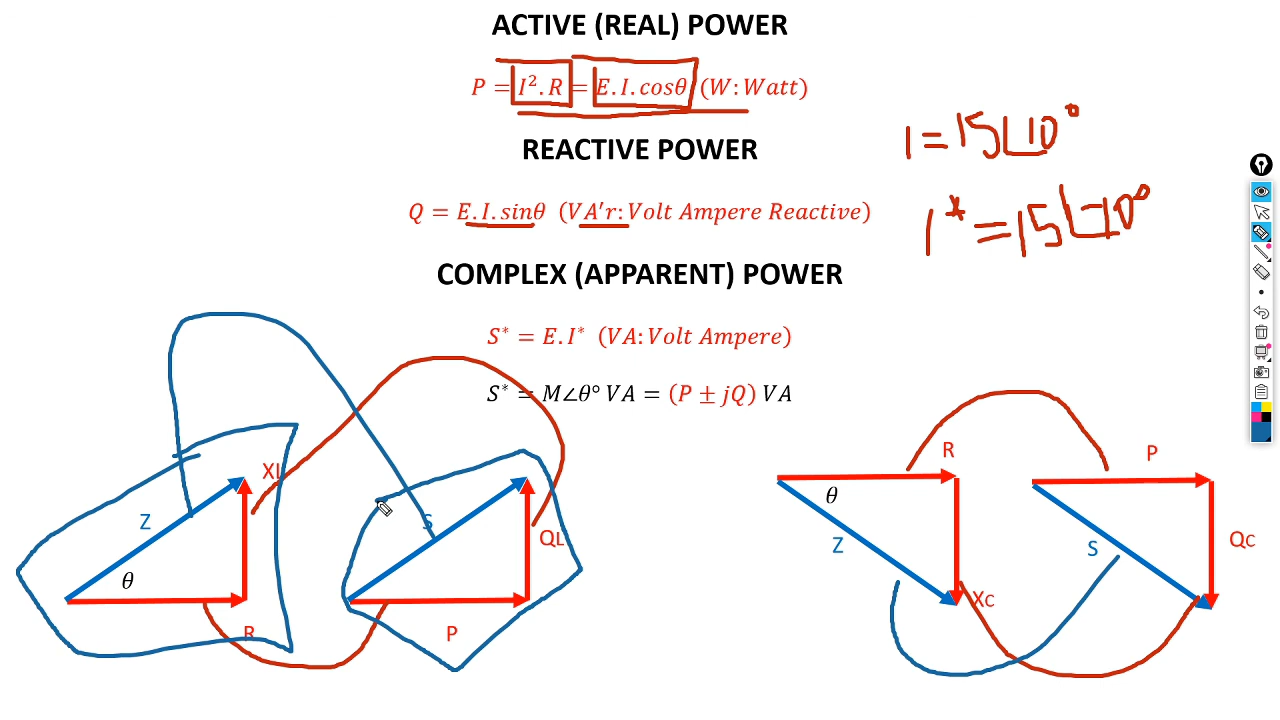 ACTIVE (REAL) POWER
P = I². R = E. I. cosθ (W: Watt)
I = 15∠10°
REACTIVE POWER
Q = E. I. sinθ (VA'r: Volt Ampere Reactive)
I* = 15∠-10°
COMPLEX (APPARENT) POWER
S* = E. I* (VA: Volt Ampere)
S* = M∠θ° VA = (P ± jQ) VA
XL
Z
θ
R
S
QL
P
R
θ
Z
XC
P
S
QC